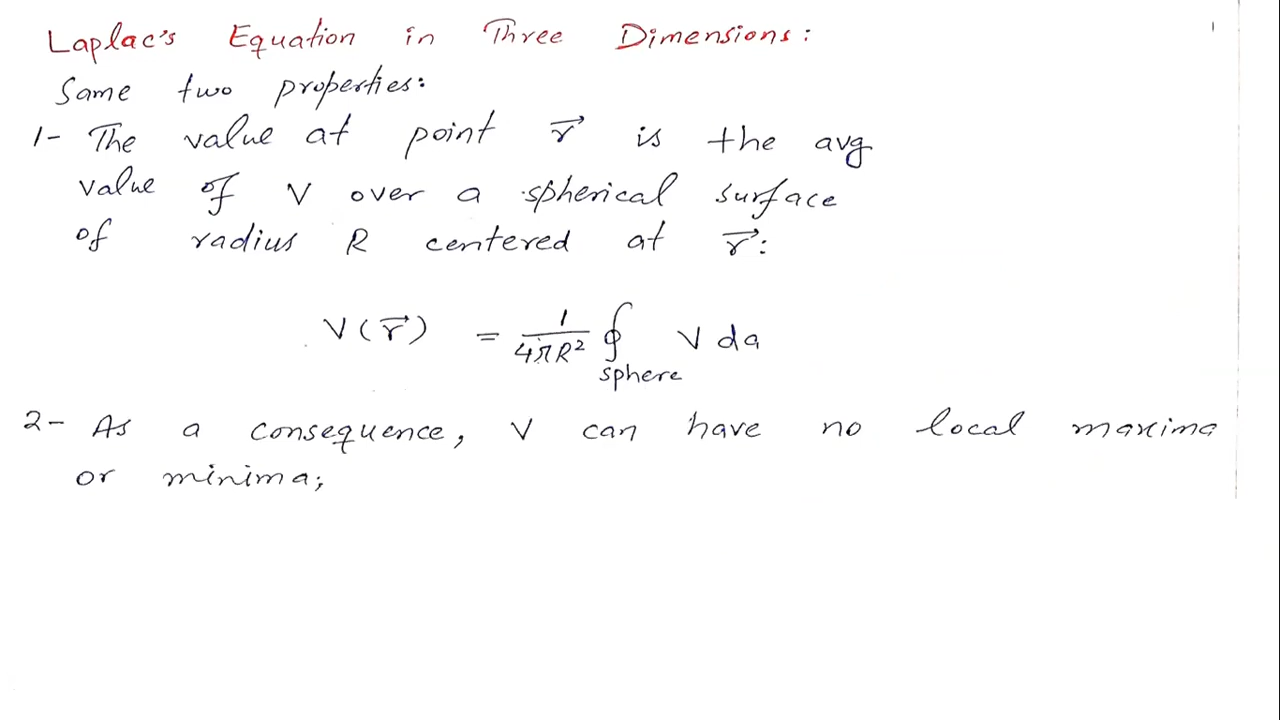 Laplac's Equation in Three Dimensions:
Same two properties:
1- The value at point r⃗ is the avg
value of V over a spherical surface
of radius R centered at r⃗:
V(r⃗) = 1/4πR² ∮ V da
sphere
2- As a consequence, V can have no local maxima
or minima;